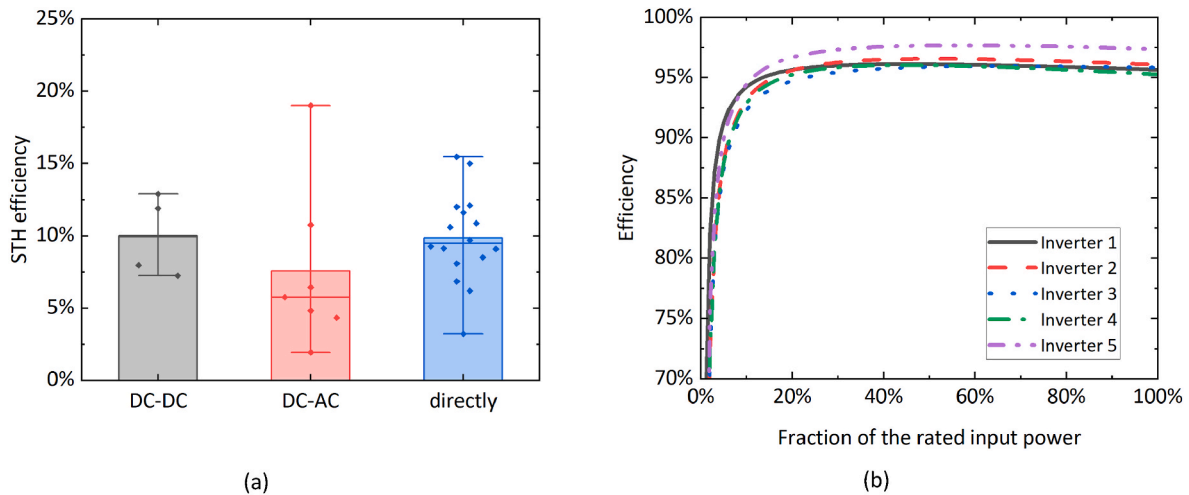 25%
20%
15%
10%
5%
0%
STH efficiency
DC-DC
DC-AC
directly
(a)
100%
95%
90%
85%
80%
75%
70%
Efficiency
Inverter 1
Inverter 2
Inverter 3
Inverter 4
Inverter 5
0%
20%
40%
60%
80%
100%
Fraction of the rated input power
(b)